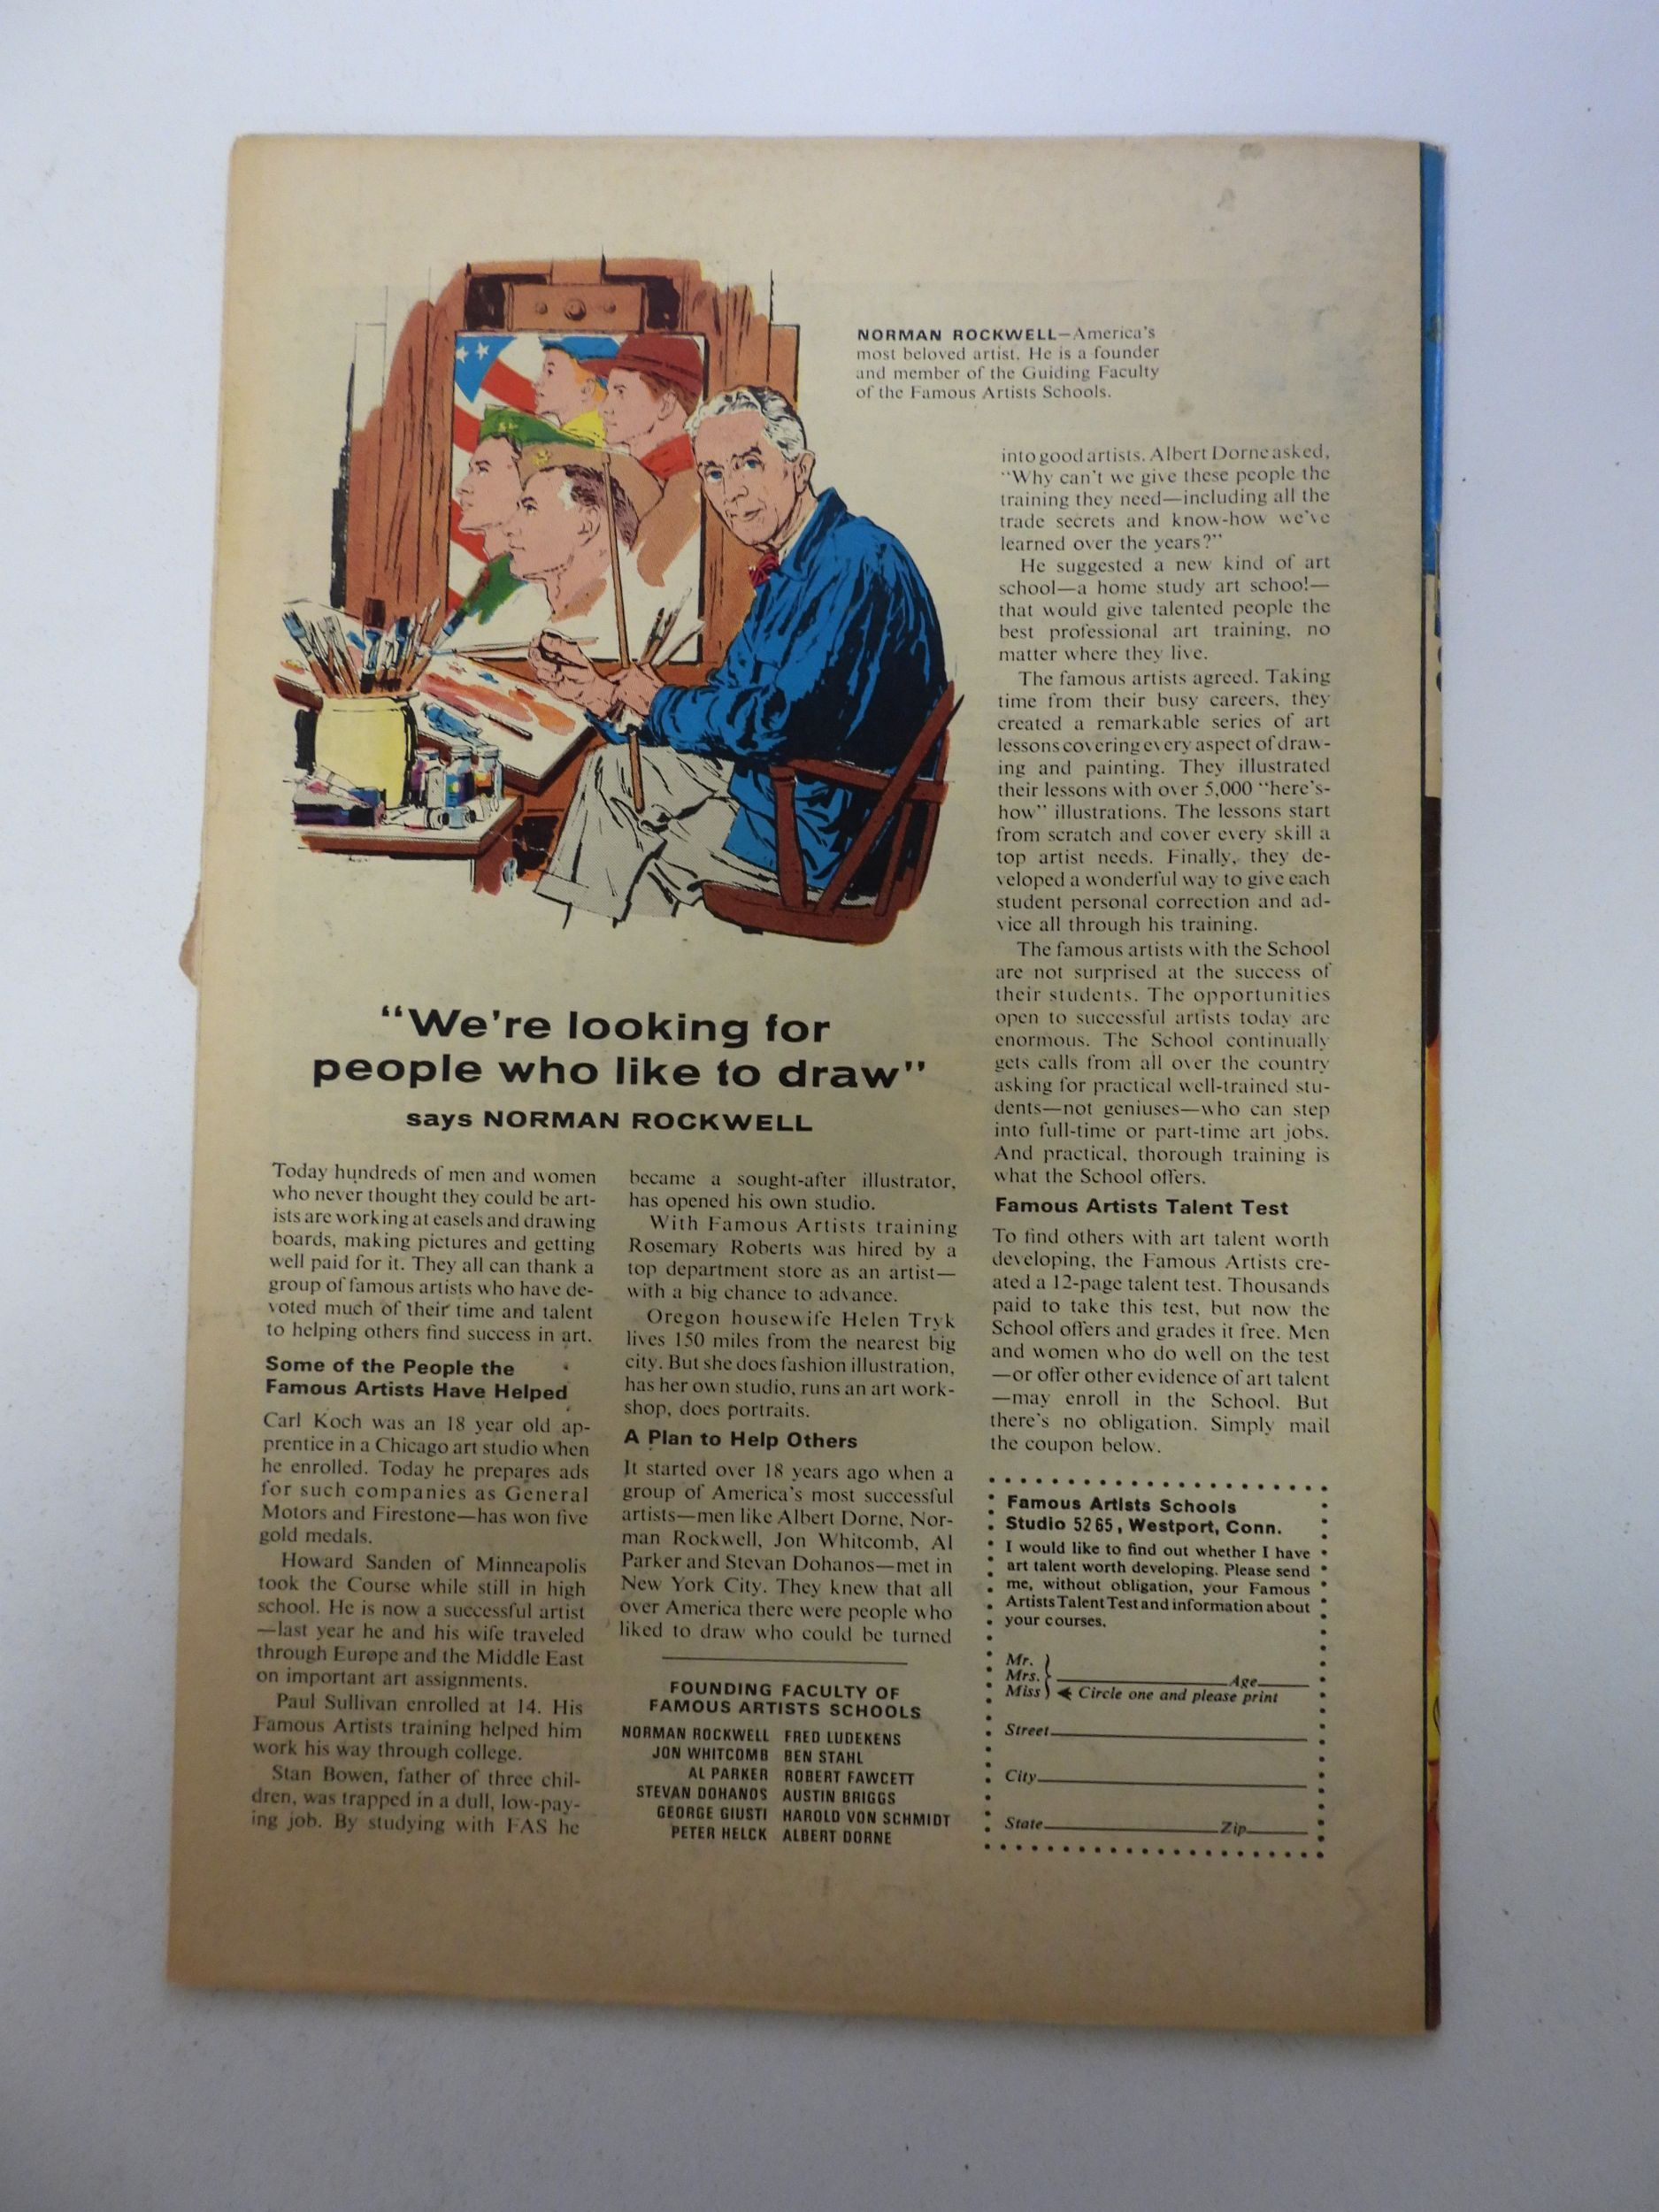 NORMAN ROCKWELL—America's
most beloved artist. He is a founder
and member of the Guiding Faculty
of the Famous Artists Schools.
"We're looking for
people who like to draw"
says NORMAN ROCKWELL
Today hundreds of men and women
who never thought they could be art-
ists are working at easels and drawing
boards, making pictures and getting
well paid for it. They all can thank a
group of famous artists who have de-
voted much of their time and talent
to helping others find success in art.
Some of the People the
Famous Artists Have Helped
Carl Koch was an 18 year old ap-
prentice in a Chicago art studio when
he enrolled. Today he prepares ads
for such companies as General
Motors and Firestone—has won five
gold medals.
Howard Sanden of Minneapolis
took the Course while still in high
school. He is now a successful artist
—last year he and his wife traveled
through Europe and the Middle East
on important art assignments.
Paul Sullivan enrolled at 14. His
Famous Artists training helped him
work his way through college.
Stan Bowen, father of three chil-
dren, was trapped in a dull, low-pay-
ing job. By studying with FAS he
became a sought-after illustrator,
has opened his own studio.
With Famous Artists training
Rosemary Roberts was hired by a
top department store as an artist—
with a big chance to advance.
Oregon housewife Helen Tryk
lives 150 miles from the nearest big
city. But she does fashion illustration,
has her own studio, runs an art work-
shop, does portraits.
A Plan to Help Others
It started over 18 years ago when a
group of America's most successful
artists—men like Albert Dorne, Nor-
man Rockwell, Jon Whitcomb, Al
Parker and Stevan Dohanos—met in
New York City. They knew that all
over America there were people who
liked to draw who could be turned
FOUNDING FACULTY OF
FAMOUS ARTISTS SCHOOLS
NORMAN ROCKWELL FRED LUDEKENS
JON WHITCOMB BEN STAHL
AL PARKER ROBERT FAWCETT
STEVAN DOHANOS AUSTIN BRIGGS
GEORGE GIUSTI HAROLD VON SCHMIDT
PETER HELCK ALBERT DORNE
into good artists. Albert Dorne asked,
"Why can't we give these people the
training they need—including all the
trade secrets and know-how we've
learned over the years?"
He suggested a new kind of art
school—a home study art school—
that would give talented people the
best professional art training, no
matter where they live.
The famous artists agreed. Taking
time from their busy careers, they
created a remarkable series of art
lessons covering every aspect of draw-
ing and painting. They illustrated
their lessons with over 5,000 "here's-
how" illustrations. The lessons start
from scratch and cover every skill a
top artist needs. Finally, they de-
veloped a wonderful way to give each
student personal correction and ad-
vice all through his training.
The famous artists with the School
are not surprised at the success of
their students. The opportunities
open to successful artists today are
enormous. The School continually
gets calls from all over the country
asking for practical well-trained stu-
dents—not geniuses—who can step
into full-time or part-time art jobs.
And practical, thorough training is
what the School offers.
Famous Artists Talent Test
To find others with art talent worth
developing, the Famous Artists cre-
ated a 12-page talent test. Thousands
paid to take this test, but now the
School offers and grades it free. Men
and women who do well on the test
—or offer other evidence of art talent
—may enroll in the School. But
there's no obligation. Simply mail
the coupon below.
Famous Artists Schools
Studio 5265, Westport, Conn.
I would like to find out whether I have
art talent worth developing. Please send
me, without obligation, your Famous
Artists Talent Test and information about
your courses.
Mr.
Mrs. Age
Miss Circle one and please print
Street
City
State Zip